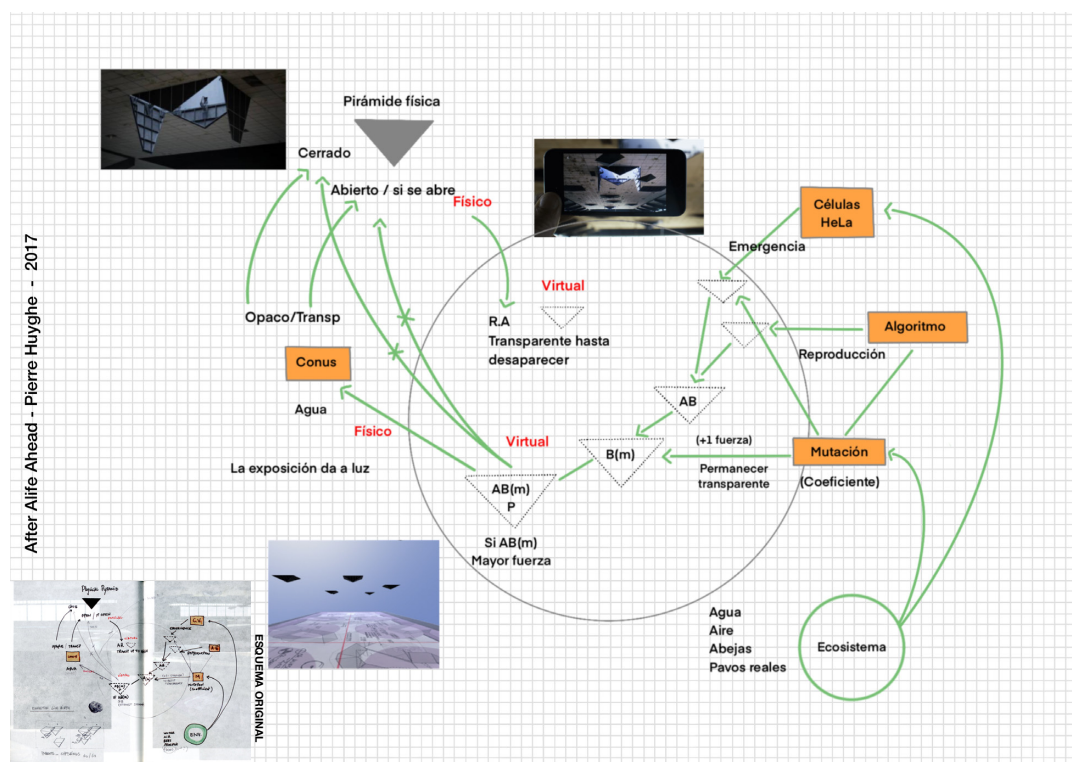 After Alife Ahead - Pierre Huyghe - 2017
Pirámide física
Cerrado
Abierto / si se abre
Físico
Opaco/Transp
Conus
Agua
Físico
La exposición da a luz
Virtual
R.A
Transparente hasta
desaparecer
Emergencia
Células
HeLa
Algoritmo
Reproducción
AB
Virtual
B(m)
(+1 fuerza)
Permanecer
transparente
Mutación
(Coeficiente)
AB(m)
P
Si AB(m)
Mayor fuerza
Agua
Aire
Abejas
Pavos reales
Ecosistema
ESQUEMA ORIGINAL